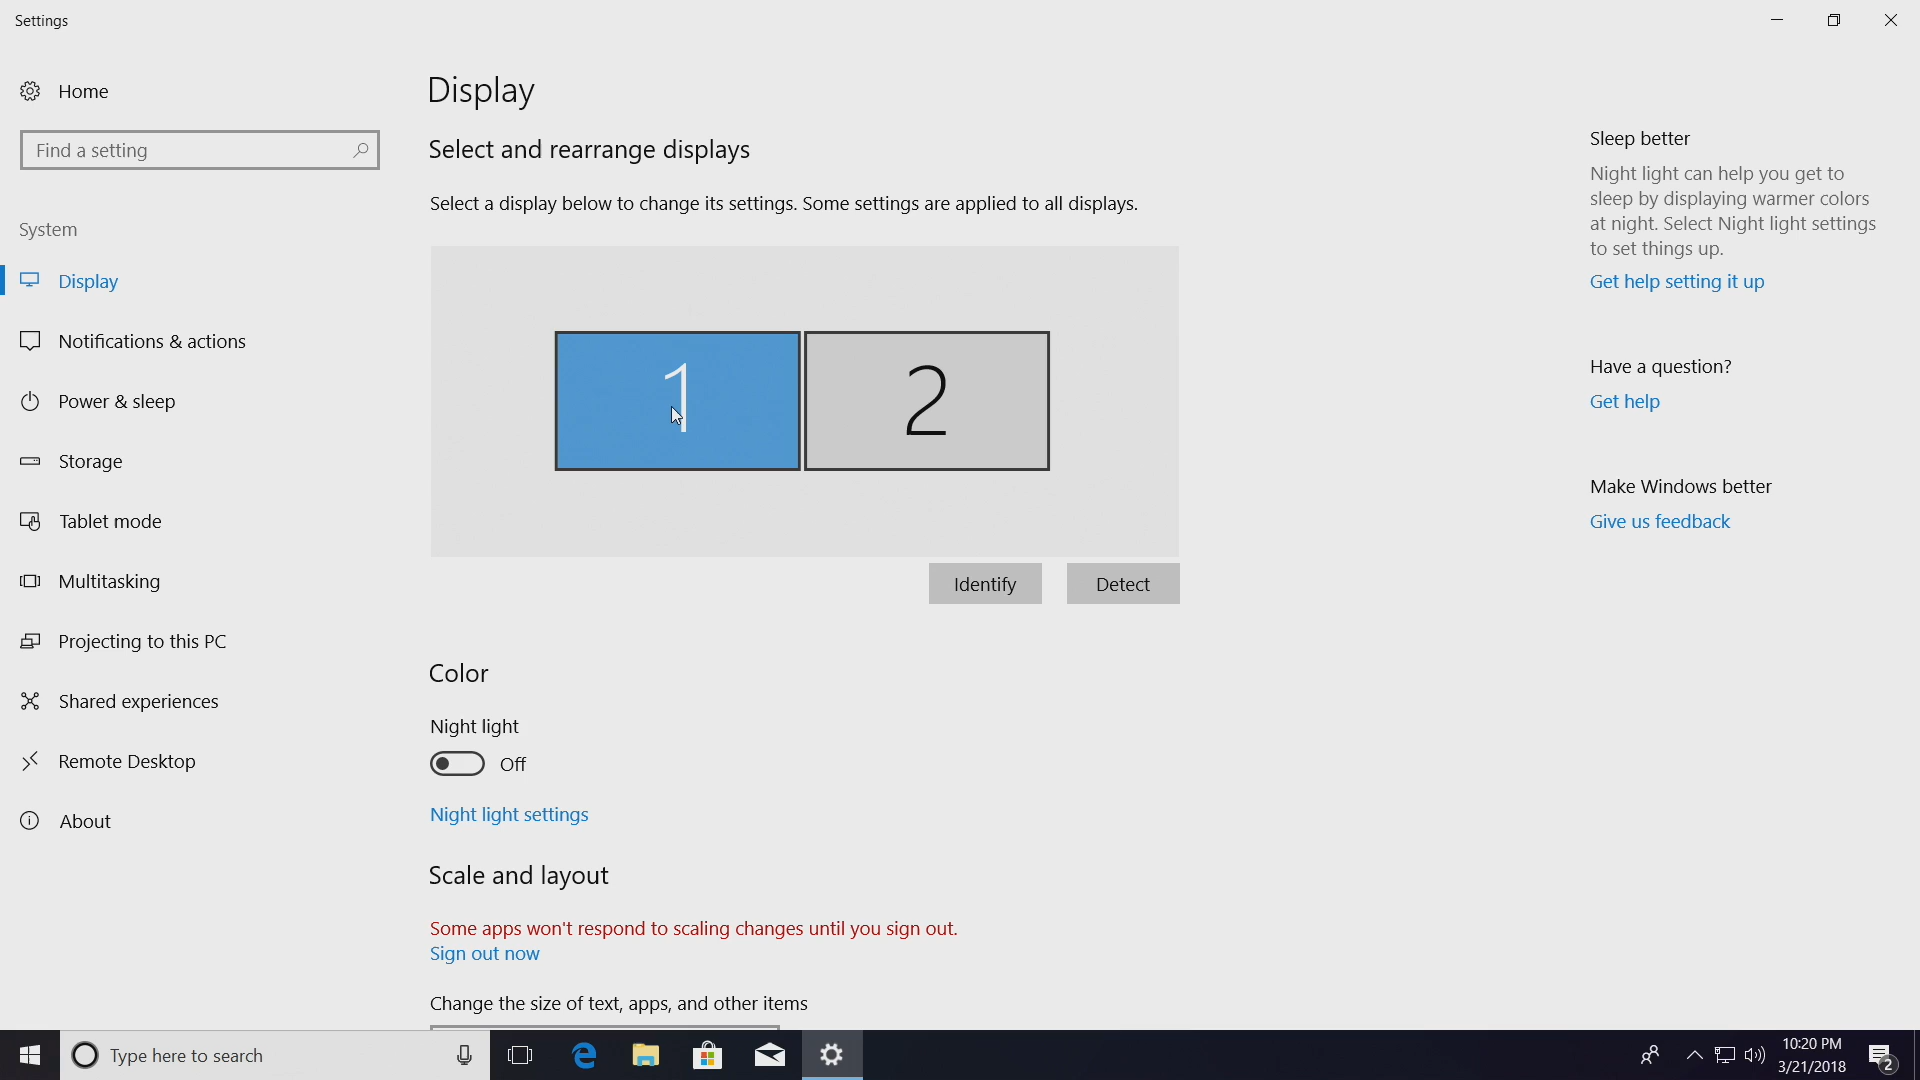 Settings
Home
Find a setting
System
Display
Notifications & actions
Power & sleep
Storage
Tablet mode
Multitasking
Projecting to this PC
Shared experiences
Remote Desktop
About
Display
Select and rearrange displays
Select a display below to change its settings. Some settings are applied to all displays.
1
2
Identify
Detect
Color
Night light
Off
Night light settings
Scale and layout
Some apps won't respond to scaling changes until you sign out.
Sign out now
Change the size of text, apps, and other items
Sleep better
Night light can help you get to
sleep by displaying warmer colors
at night. Select Night light settings
to set things up.
Get help setting it up
Have a question?
Get help
Make Windows better
Give us feedback
Type here to search
10:20 PM
3/21/2018
2